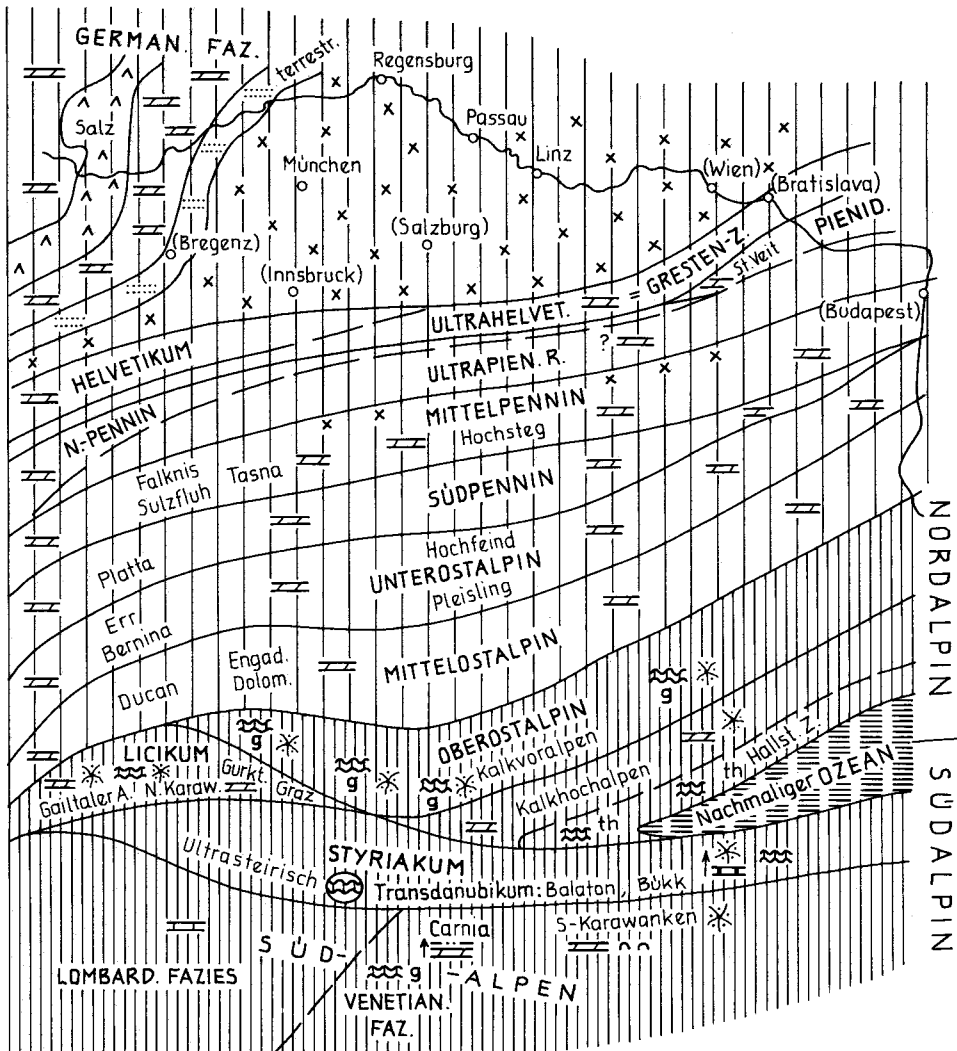 GERMAN. FAZ.
terrestr.
Regensburg
Salz
Passau
München
Linz
(Wien)
(Bratislava)
(Bregenz)
(Salzburg)
PIENID.
(Innsbruck)
= GRESTEN-Z.
St. Veit
ULTRAHELVET.
(Budapest)
HELVETIKUM
?
ULTRAPIEN. R.
N-PENNIN
MITTELPENNIN
Hochsteg
Falknis
Sulzfluh
Tasna
SÜDPENNIN
Platta
Hochfeind
UNTEROSTALPIN
Pleisling
Err
Bernina
NORDALPIN
Engad.
Dolom.
MITTELOSTALPIN
Ducan
g
g
OBEROSTALPIN
Kalkvoralpen
LICIKUM
Gailtaler A.
N. Karaw.
Gurkt.
Graz
g
g
Kalkhochalpen
th Hallst. Z.
Nachmaliger OZEAN
th
SÜDALPIN
Ultrasteirisch
STYRIAKUM
Transdanubikum: Balaton, Bükk
Carnia
S-Karawanken
SÜD-
-ALPEN
LOMBARD. FAZIES
g
VENETIAN.
FAZ.